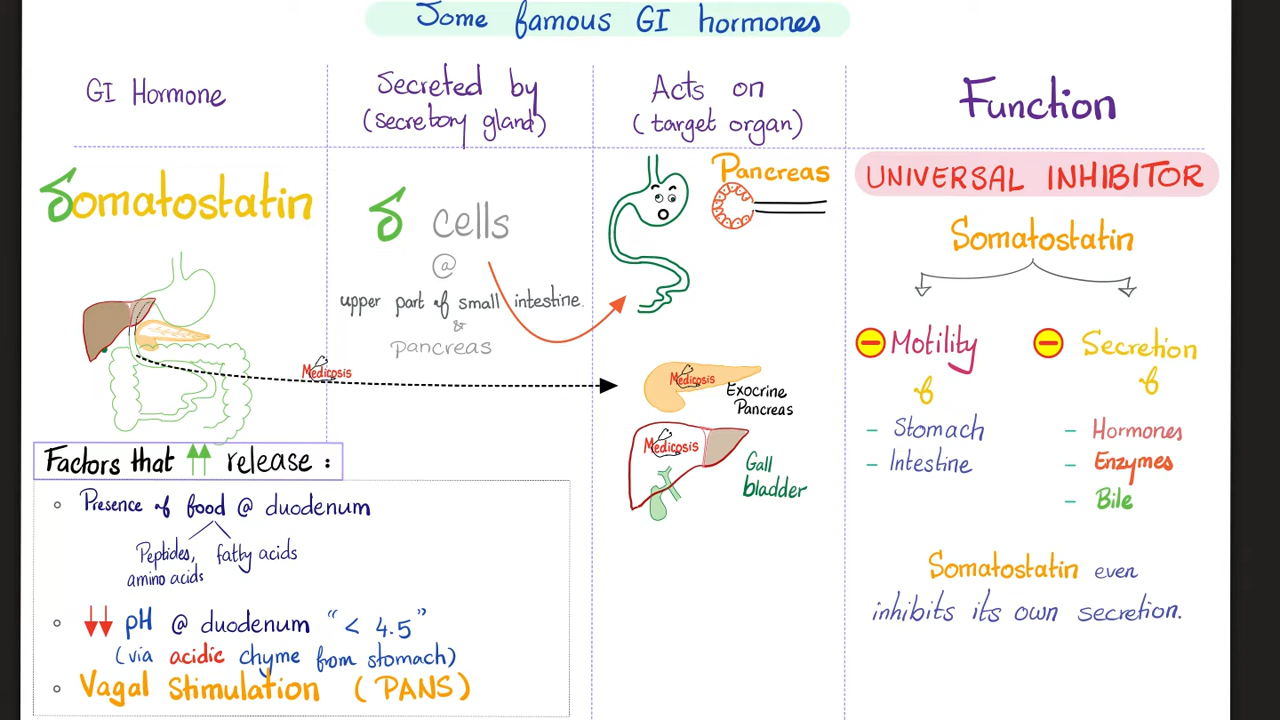 Some famous GI hormones
GI Hormone
Secreted by
(secretory gland)
Acts on
(target organ)
Function
δomatostatin
δ cells
@
upper part of small intestine.
&
pancreas
Pancreas
UNIVERSAL INHIBITOR
Somatostatin
Motility
of
- Stomach
- Intestine
Secretion
of
- Hormones
- Enzymes
- Bile
Somatostatin even
inhibits its own secretion.
Medicosis
Medicosis
Exocrine
Pancreas
Medicosis
Gall
bladder
Factors that ↑↑ release :
◦ Presence of food @ duodenum
Peptides, fatty acids
amino acids
◦ ↓↓ pH @ duodenum “ < 4.5 ”
(via acidic chyme from stomach)
◦ Vagal Stimulation (PANS)